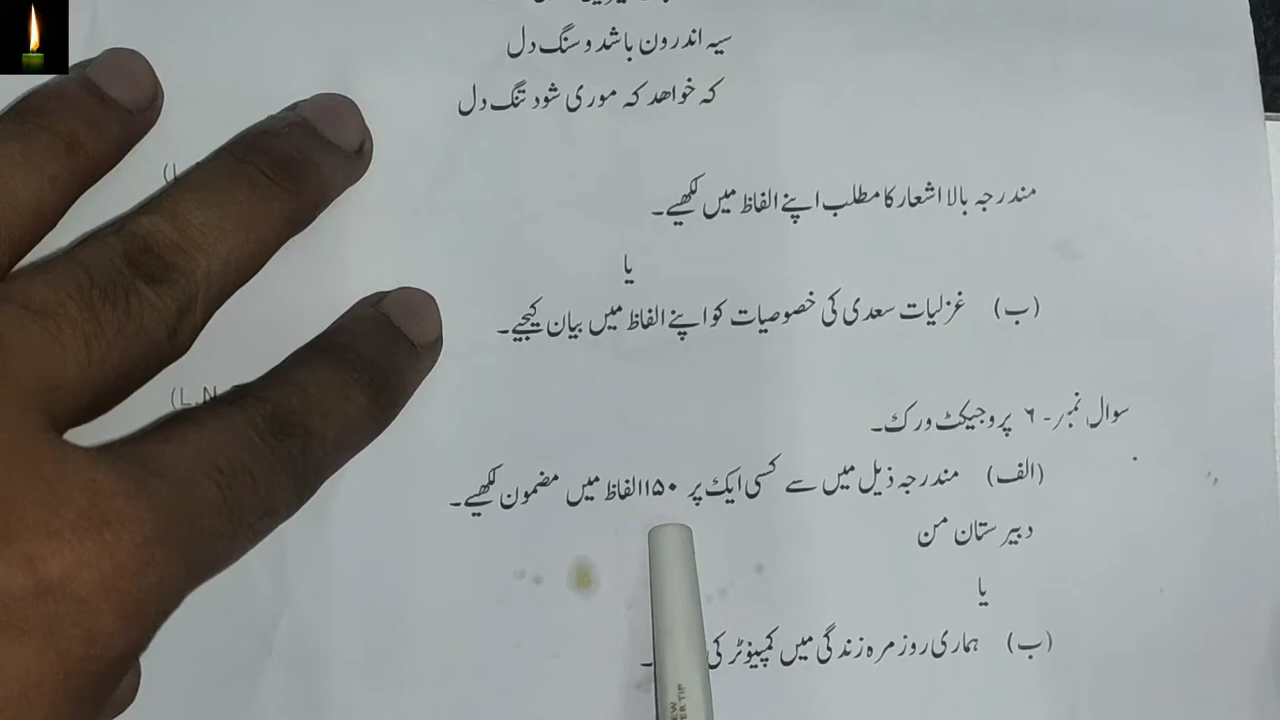 سیہ اندرون باشد و سنگ دل
کہ خواھد کہ موری شود تنگ دل
مندرجہ بالا اشعار کا مطلب اپنے الفاظ میں لکھیے۔
یا
(ب) غزلیات سعدی کی خصوصیات کو اپنے الفاظ میں بیان کیجیے۔
(L.N
سوال نمبر- ۶ پروجیکٹ ورک۔
(الف) مندرجہ ذیل میں سے کسی ایک پر ۱۵۰ الفاظ میں مضمون لکھیے۔
دبیرستان من
یا
(ب) ہماری روزمرہ زندگی میں کمپیوٹر کی